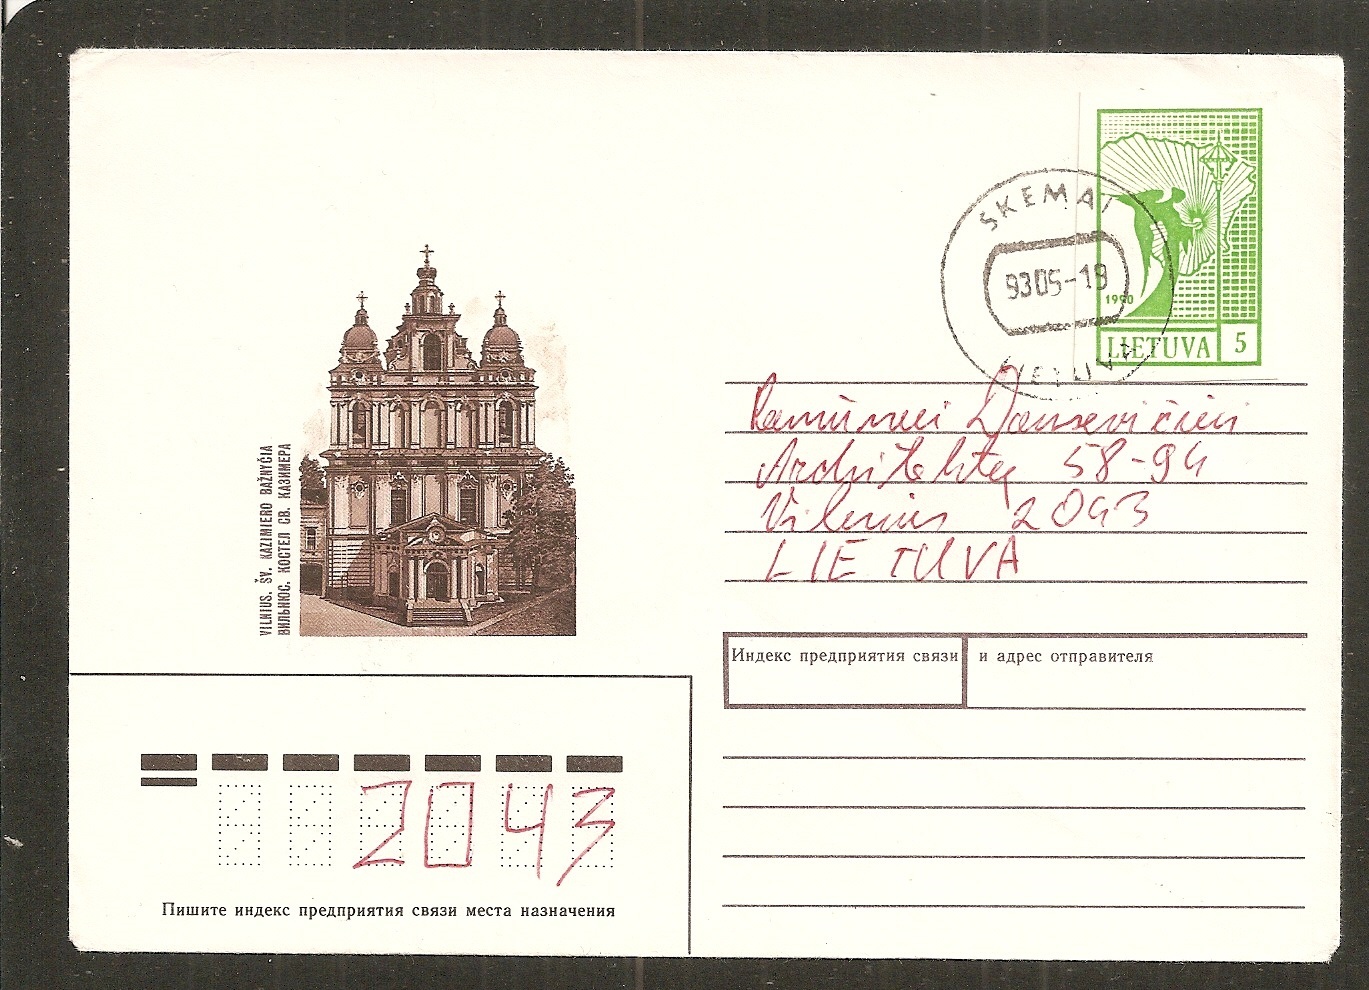 SKEMAI
93 05-18
LIETUVA
1990
LIETUVA 5
Architektų 58-94
Vilnius 2043
LIETUVA
VILNIUS. ŠV. KAZIMIERO BAŽNYČIA
ВИЛЬНЮС. КОСТЕЛ СВ. КАЗИМЕРА
Индекс предприятия связи и адрес отправителя
2043
Пишите индекс предприятия связи места назначения